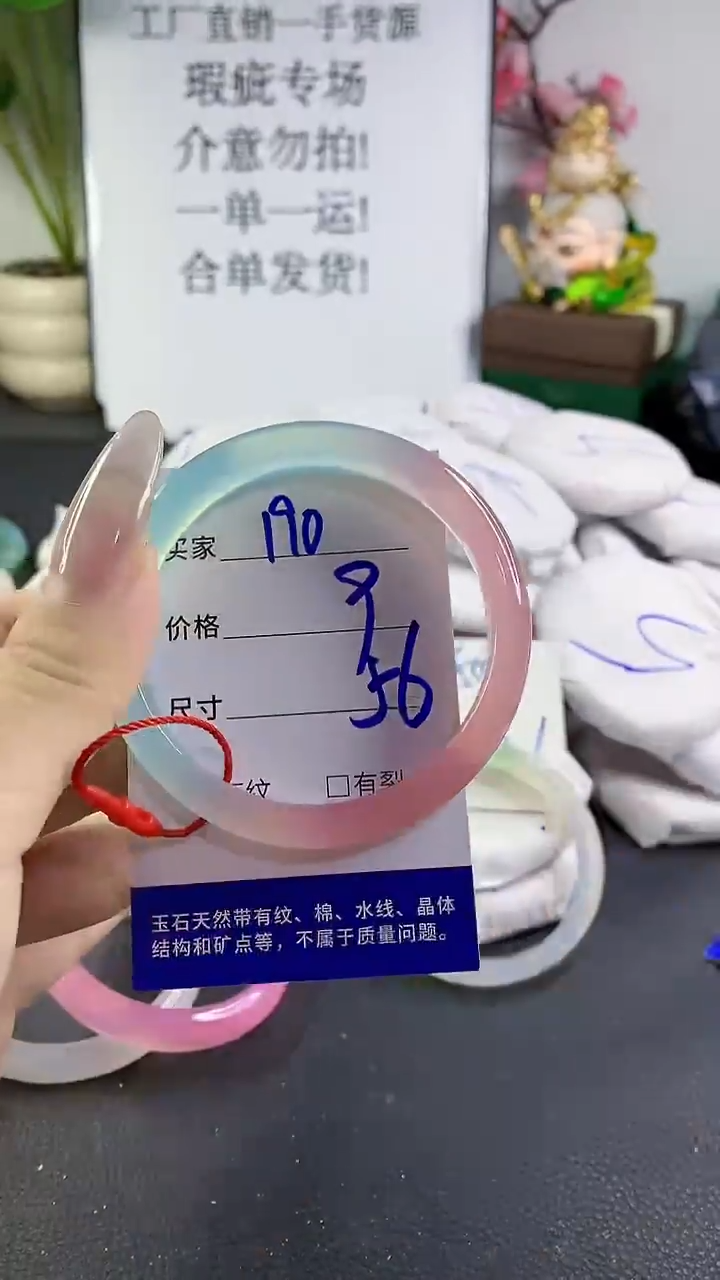 工厂直销一手货源
瑕疵专场
介意勿拍!
一单一运!
合单发货!
买家 190
价格 9
尺寸 56
纹 □有裂
玉石天然带有纹、棉、水线、晶体
结构和矿点等，不属于质量问题。